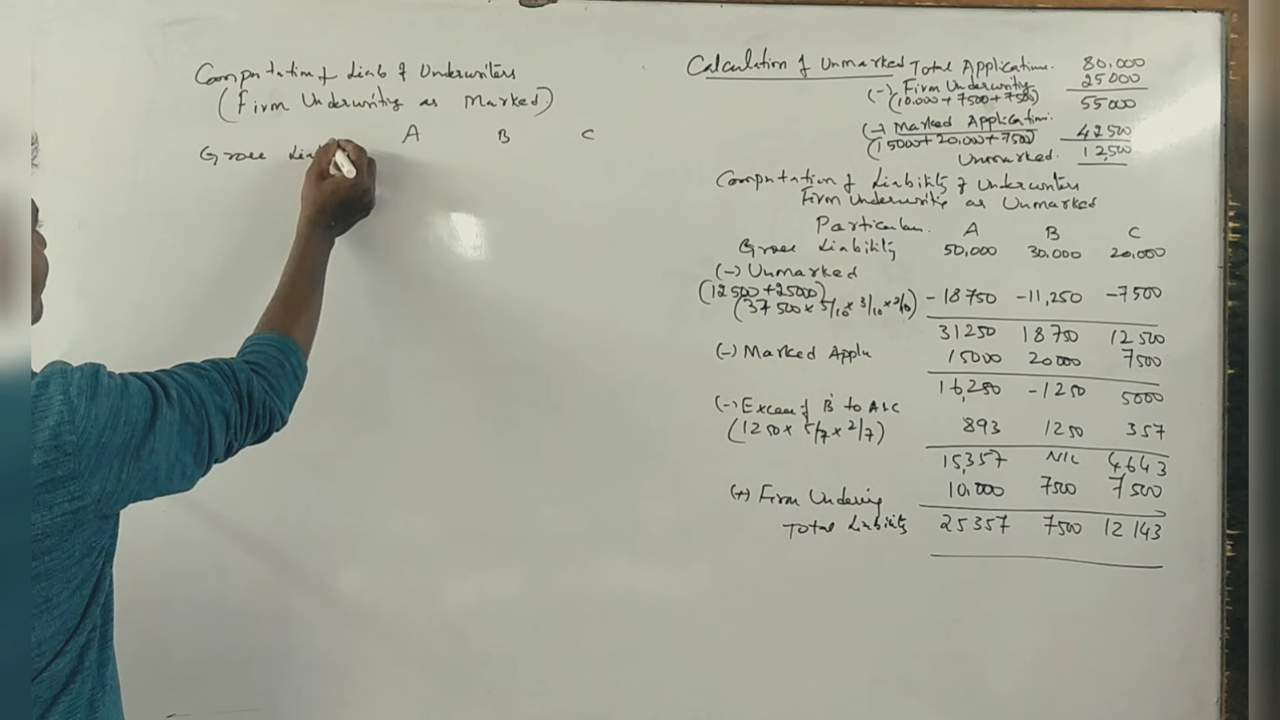 Computation of Liab of Underwriters
(Firm Underwriting as Marked)
A B C
Gross Lia
Calculation of Unmarked Total Application. 80,000
(-) Firm Underwriting 25000
(10,000 + 7500 + 7500) 55000
(-) Marked Application. 42500
(15000 + 20,000 + 7500)
Unmarked. 12,500
Computation of Liability of Underwriters
Firm Underwriting as Unmarked
Particulars. A B C
Gross Liability 50,000 30,000 20,000
(-) Unmarked
(12500 + 25000)
(37500 x 5/10 x 3/10 x 2/10) - 18750 - 11,250 - 7500
31250 18750 12500
(-) Marked Appln 15000 20000 7500
16,250 - 1250 5000
(-) Excess of B to A & C
(1250 x 5/7 x 2/7) 893 1250 357
15,357 NIL 4643
(+) Firm Undering 10,000 7500 7500
Total Liability 25357 7500 12143